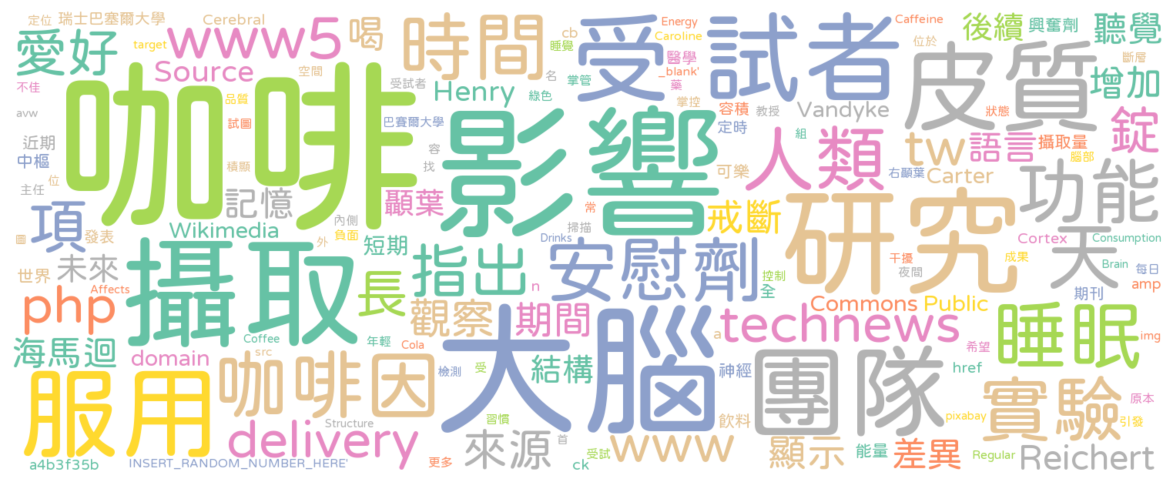 定位 瑞士巴塞爾大學 Cerebral
愛好 target www5 喝 時間 cb Energy Caroline 受試者 Caffeine 位於 後續 興奮劑 聽覺
不佳 Source 空間 受試者 睡覺 醫學 _blank' 斷層
avw 咖啡 品質 Henry 綠色 名 掌管 藥 掌控 容積 教授 Vandyke 狀態 皮質 增加
近期 試圖 巴賽爾大學 影響 組 定時 人類 tw 語言 攝取量 錠
中樞 積顯 容 找 可樂 右顳葉 Carter 腦部
主任 位 記憶 顳葉 常 戒斷 研究 功能
項 發表 Wikimedia 內側 負面 短期 掃描 Cortex Consumption
圖 外 Drinks 安慰劑 控制 干擾 成果 天 Brain 每日
世界 未來 攝取 長 指出 n 全 夜間 期刊 amp
php Affects 觀察 期間 Commons Public
海馬迴 domain Coffee 年輕 Cola 大腦 a technews 希望 睡眠 img
src 咖啡因 檢測 受 結構 神經 團隊 href 原本
服用 習慣 飲料 pixabay 實驗 引發
delivery Structure 來源 首 受試 www 顯示 能量 差異 Regular Reichert
a4b3f35b INSERT_RANDOM_NUMBER_HERE' 更多 ck